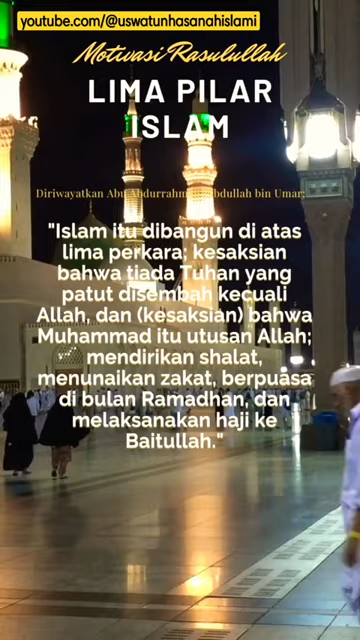 youtube.com/@uswatunhasanahislami
Motivasi Rasulullah
LIMA PILAR
ISLAM
Diriwayatkan Abu Abdurrahman Abdullah bin Umar;
"Islam itu dibangun di atas
lima perkara; kesaksian
bahwa tiada Tuhan yang
patut disembah kecuali
Allah, dan (kesaksian) bahwa
Muhammad itu utusan Allah;
mendirikan shalat,
menunaikan zakat, berpuasa
di bulan Ramadhan, dan
melaksanakan haji ke
Baitullah."